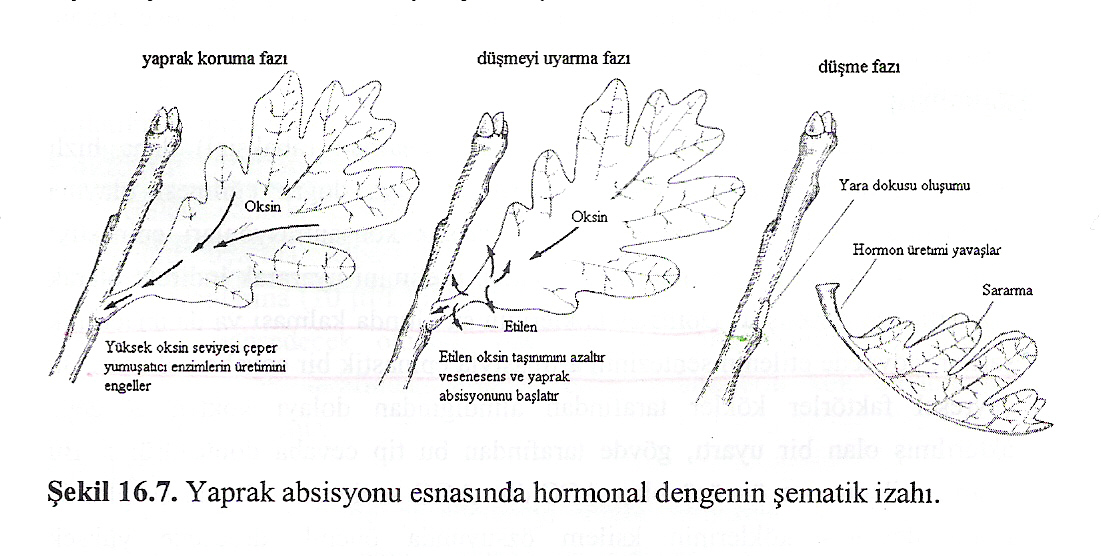 yaprak koruma fazı
düşmeyi uyarma fazı
düşme fazı
Oksin
Oksin
Yara dokusu oluşumu
Hormon üretimi yavaşlar
Sararma
Etilen
Yüksek oksin seviyesi çeper
yumuşatıcı enzimlerin üretimini
engeller
Etilen oksin taşınımını azaltır
vesenesens ve yaprak
absisyonunu başlatır
Şekil 16.7. Yaprak absisyonu esnasında hormonal dengenin şematik izahı.